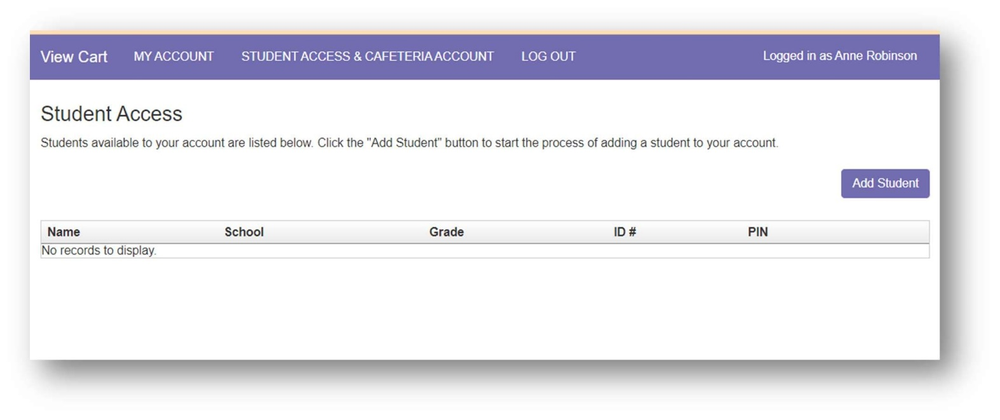 View Cart MY ACCOUNT STUDENT ACCESS & CAFETERIA ACCOUNT LOG OUT Logged in as Anne Robinson
Student Access
Students available to your account are listed below. Click the "Add Student" button to start the process of adding a student to your account.
Add Student
Name School Grade ID # PIN
No records to display.